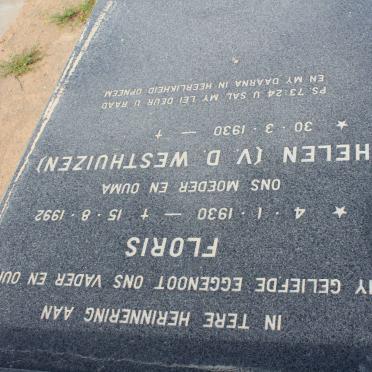 IN TERE HERINNERING AAN
MY GELIEFDE EGGENOOT ONS VADER EN OUPA
FLORIS
★ 4 · 1 · 1930 — † 15 · 8 · 1992
ONS MOEDER EN OUMA
HELEN (V. D. WESTHUIZEN)
★ 30 · 3 · 1930 — †
PS. 73:24 U SAL MY LEI DEUR U RAAD
EN MY DAARNA IN HEERLIKHEID OPNEEM